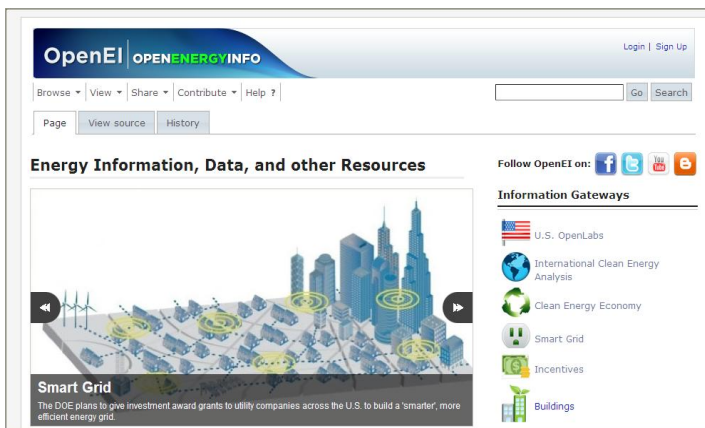 OpenEI OPENENERGYINFO
Login | Sign Up
Browse View Share Contribute Help ?
Go Search
Page View source History
Energy Information, Data, and other Resources
Follow OpenEI on:
You Tube
Information Gateways
U.S. OpenLabs
International Clean Energy
Analysis
Clean Energy Economy
Smart Grid
Incentives
Buildings
Smart Grid
The DOE plans to give investment award grants to utility companies across the U.S. to build a 'smarter', more
efficient energy grid.